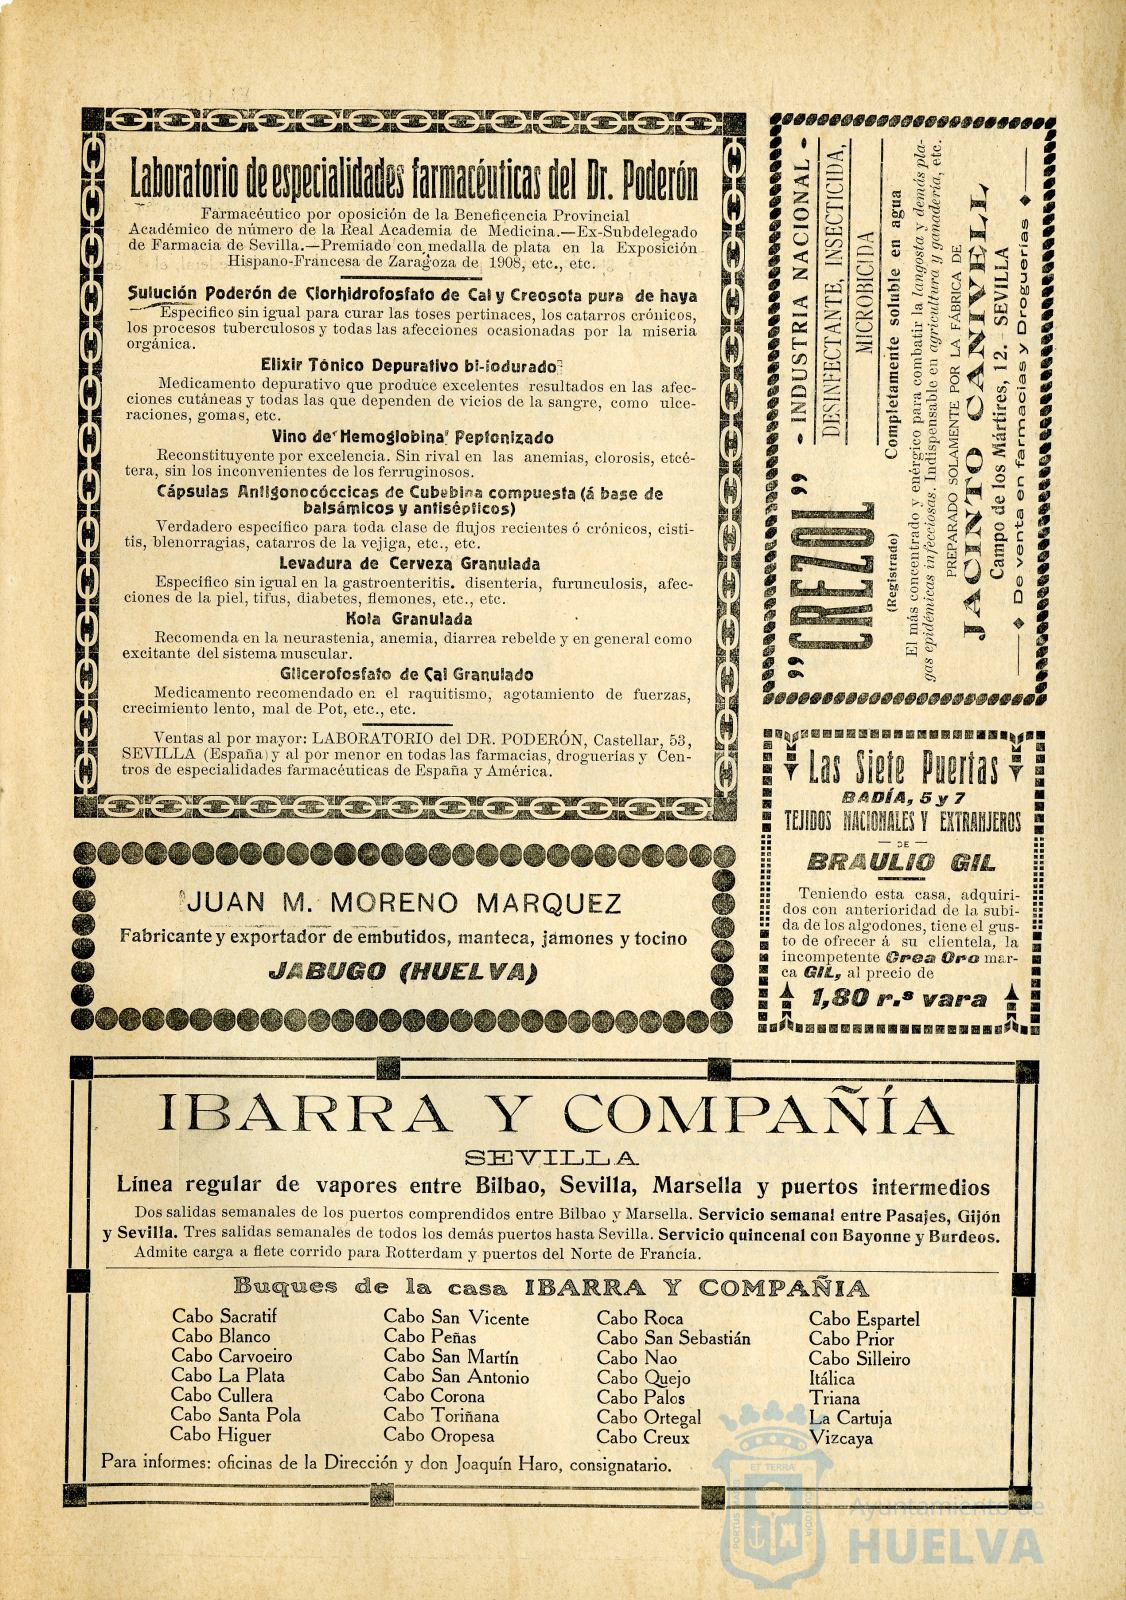 Laboratorio de especialidades farmacéuticas del Dr. Poderón
Farmacéutico por oposición de la Beneficencia Provincial
Académico de número de la Real Academia de Medicina.—Ex-Subdelegado
de Farmacia de Sevilla.—Premiado con medalla de plata en la Exposición
Hispano-Francesa de Zaragoza de 1908, etc., etc.
Solución Poderón de Clorhidrofosfato de Cal y Creosota pura de haya
Específico sin igual para curar las toses pertinaces, los catarros crónicos,
los procesos tuberculosos y todas las afecciones ocasionadas por la miseria
orgánica.
Elixir Tónico Depurativo bi-iodurado
Medicamento depurativo que produce excelentes resultados en las afec-
ciones cutáneas y todas las que dependen de vicios de la sangre, como ulce-
raciones, gomas, etc.
Vino de Hemoglobina Peptonizado
Reconstituyente por excelencia. Sin rival en las anemias, clorosis, etcé-
tera, sin los inconvenientes de los ferruginosos.
Cápsulas Antigonocóccicas de Cubebina compuesta (á base de
balsámicos y antisépticos)
Verdadero específico para toda clase de flujos recientes ó crónicos, cisti-
tis, blenorragias, catarros de la vejiga, etc., etc.
Levadura de Cerveza Granulada
Específico sin igual en la gastroenteritis. disentería, furunculosis, afec-
ciones de la piel, tifus, diabetes, flemones, etc., etc.
Kola Granulada
Recomenda en la neurastenia, anemia, diarrea rebelde y en general como
excitante del sistema muscular.
Glicerofosfato de Cal Granulado
Medicamento recomendado en el raquitismo, agotamiento de fuerzas,
crecimiento lento, mal de Pot, etc., etc.
Ventas al por mayor: LABORATORIO del DR. PODERÓN, Castellar, 53,
SEVILLA (España) y al por menor en todas las farmacias, droguerías y Cen-
tros de especialidades farmacéuticas de España y América.
„ CREZOL „ - INDUSTRIA NACIONAL -
DESINFECTANTE, INSECTICIDA,
MICROBICIDA
(Registrado) Completamente soluble en agua
El más concentrado y enérgico para combatir la langosta y demás pla-
gas epidémicas infecciosas. Indispensable en agricultura y ganadería, etc.
PREPARADO SOLAMENTE POR LA FÁBRICA DE
JACINTO CANIVELL
Campo de los Mártires, 12. - SEVILLA
De venta en farmacias y Droguerías
Las Siete Puertas
BADÍA, 5 y 7
TEJIDOS NACIONALES Y EXTRANJEROS
— DE —
BRAULIO GIL
Teniendo esta casa, adquiri-
dos con anterioridad de la subi-
da de los algodones, tiene el gus-
to de ofrecer á su clientela, la
incompetente Crea Oro mar-
ca GIL, al precio de
1,80 r.s vara
JUAN M. MORENO MARQUEZ
Fabricante y exportador de embutidos, manteca, jamones y tocino
JABUGO (HUELVA)
IBARRA Y COMPAÑÍA
SEVILLA
Línea regular de vapores entre Bilbao, Sevilla, Marsella y puertos intermedios
Dos salidas semanales de los puertos comprendidos entre Bilbao y Marsella. Servicio semanal entre Pasajes, Gijón
y Sevilla. Tres salidas semanales de todos los demás puertos hasta Sevilla. Servicio quincenal con Bayonne y Burdeos.
Admite carga a flete corrido para Rotterdam y puertos del Norte de Francia.
Buques de la casa IBARRA Y COMPAÑIA
Cabo Sacratif
Cabo Blanco
Cabo Carvoeiro
Cabo La Plata
Cabo Cullera
Cabo Santa Pola
Cabo Higuer
Cabo San Vicente
Cabo Peñas
Cabo San Martín
Cabo San Antonio
Cabo Corona
Cabo Toriñana
Cabo Oropesa
Cabo Roca
Cabo San Sebastián
Cabo Nao
Cabo Quejo
Cabo Palos
Cabo Ortegal
Cabo Creux
Cabo Espartel
Cabo Prior
Cabo Silleiro
Itálica
Triana
La Cartuja
Vizcaya
Para informes: oficinas de la Dirección y don Joaquín Haro, consignatario.
ET TERRÆ
PORTUS MARIS
CUSTODIA
Ayuntamiento de
HUELVA